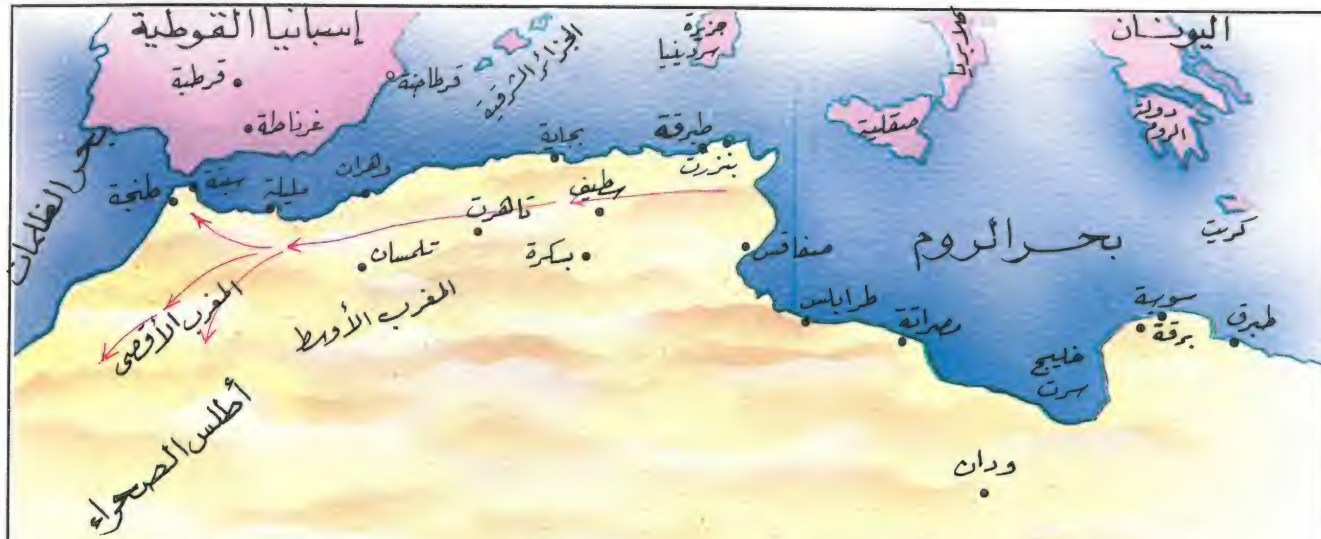 إسبانيا القوطية
قرطبة
غرناطة
قرطاجنة
الجزائر الشرقية
جزيرة
سردينيا
صقلية
اليونان
دولة
الروم
كريت
بحر الظلمات
بحر الروم
طنجة
سبتة
مليلة
وهران
بجاية
طبرقة
بنزرت
سطيف
تاهرت
تلمسان
بسكرة
صفاقس
طرابلس
مصراتة
خليج
سرت
سوسة
برقة
طبرق
المغرب الأقصى
المغرب الأوسط
أطلس الصحراء
ودان